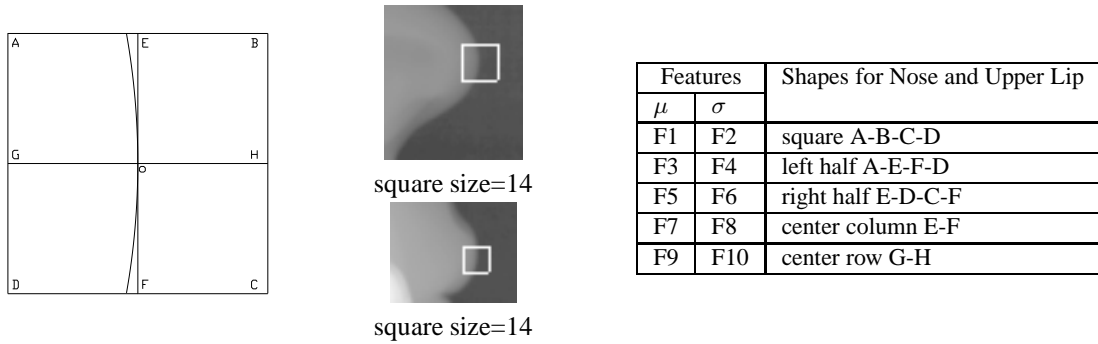 A E B
G H
O
D F C
square size=14
square size=14
Features Shapes for Nose and Upper Lip
μ σ
F1 F2 square A-B-C-D
F3 F4 left half A-E-F-D
F5 F6 right half E-D-C-F
F7 F8 center column E-F
F9 F10 center row G-H